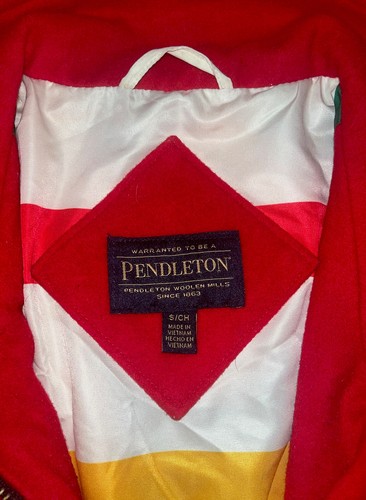 WARRANTED TO BE A
PENDLETON
PENDLETON WOOLEN MILLS
SINCE 1863
S/CH
MADE IN
VIETNAM
HECHO EN
VIETNAM